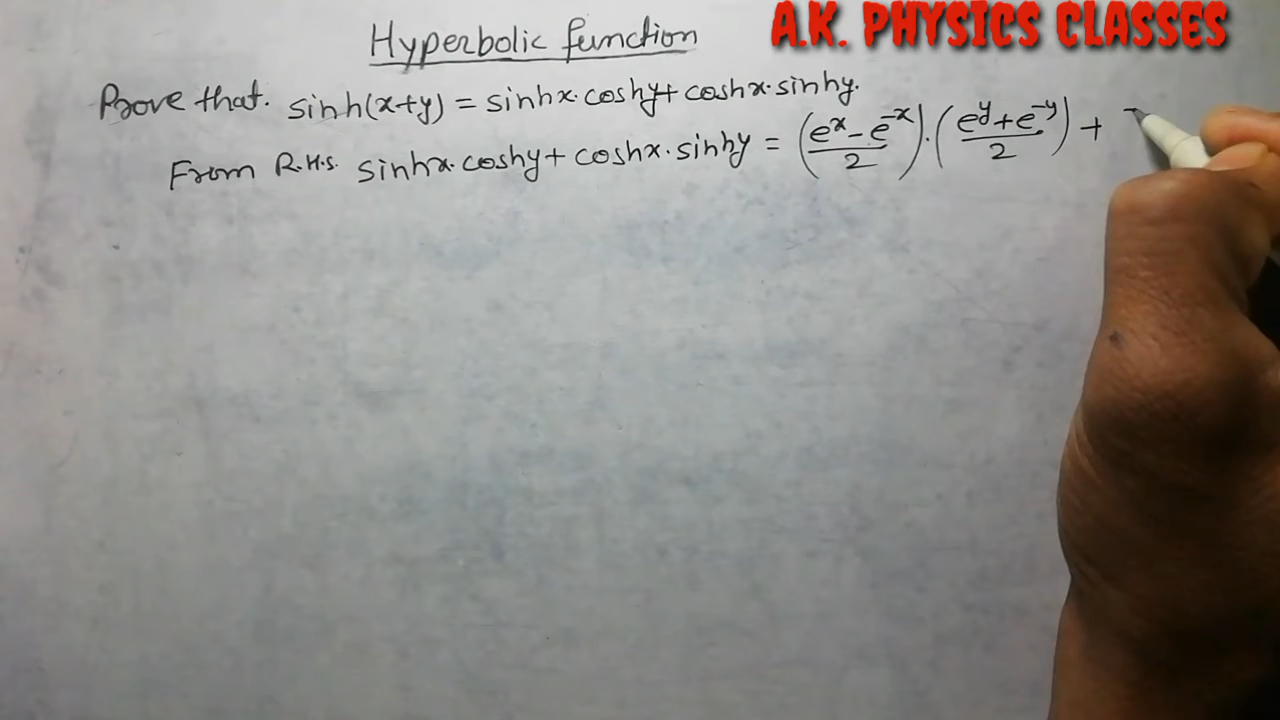 Hyperbolic function
A.K. PHYSICS CLASSES
Prove that. sinh(x+y) = sinhx.coshy + coshx.sinhy.
From R.H.S. sinhx.coshy + coshx.sinhy = (e^x - e^-x / 2).(e^y + e^-y / 2) +